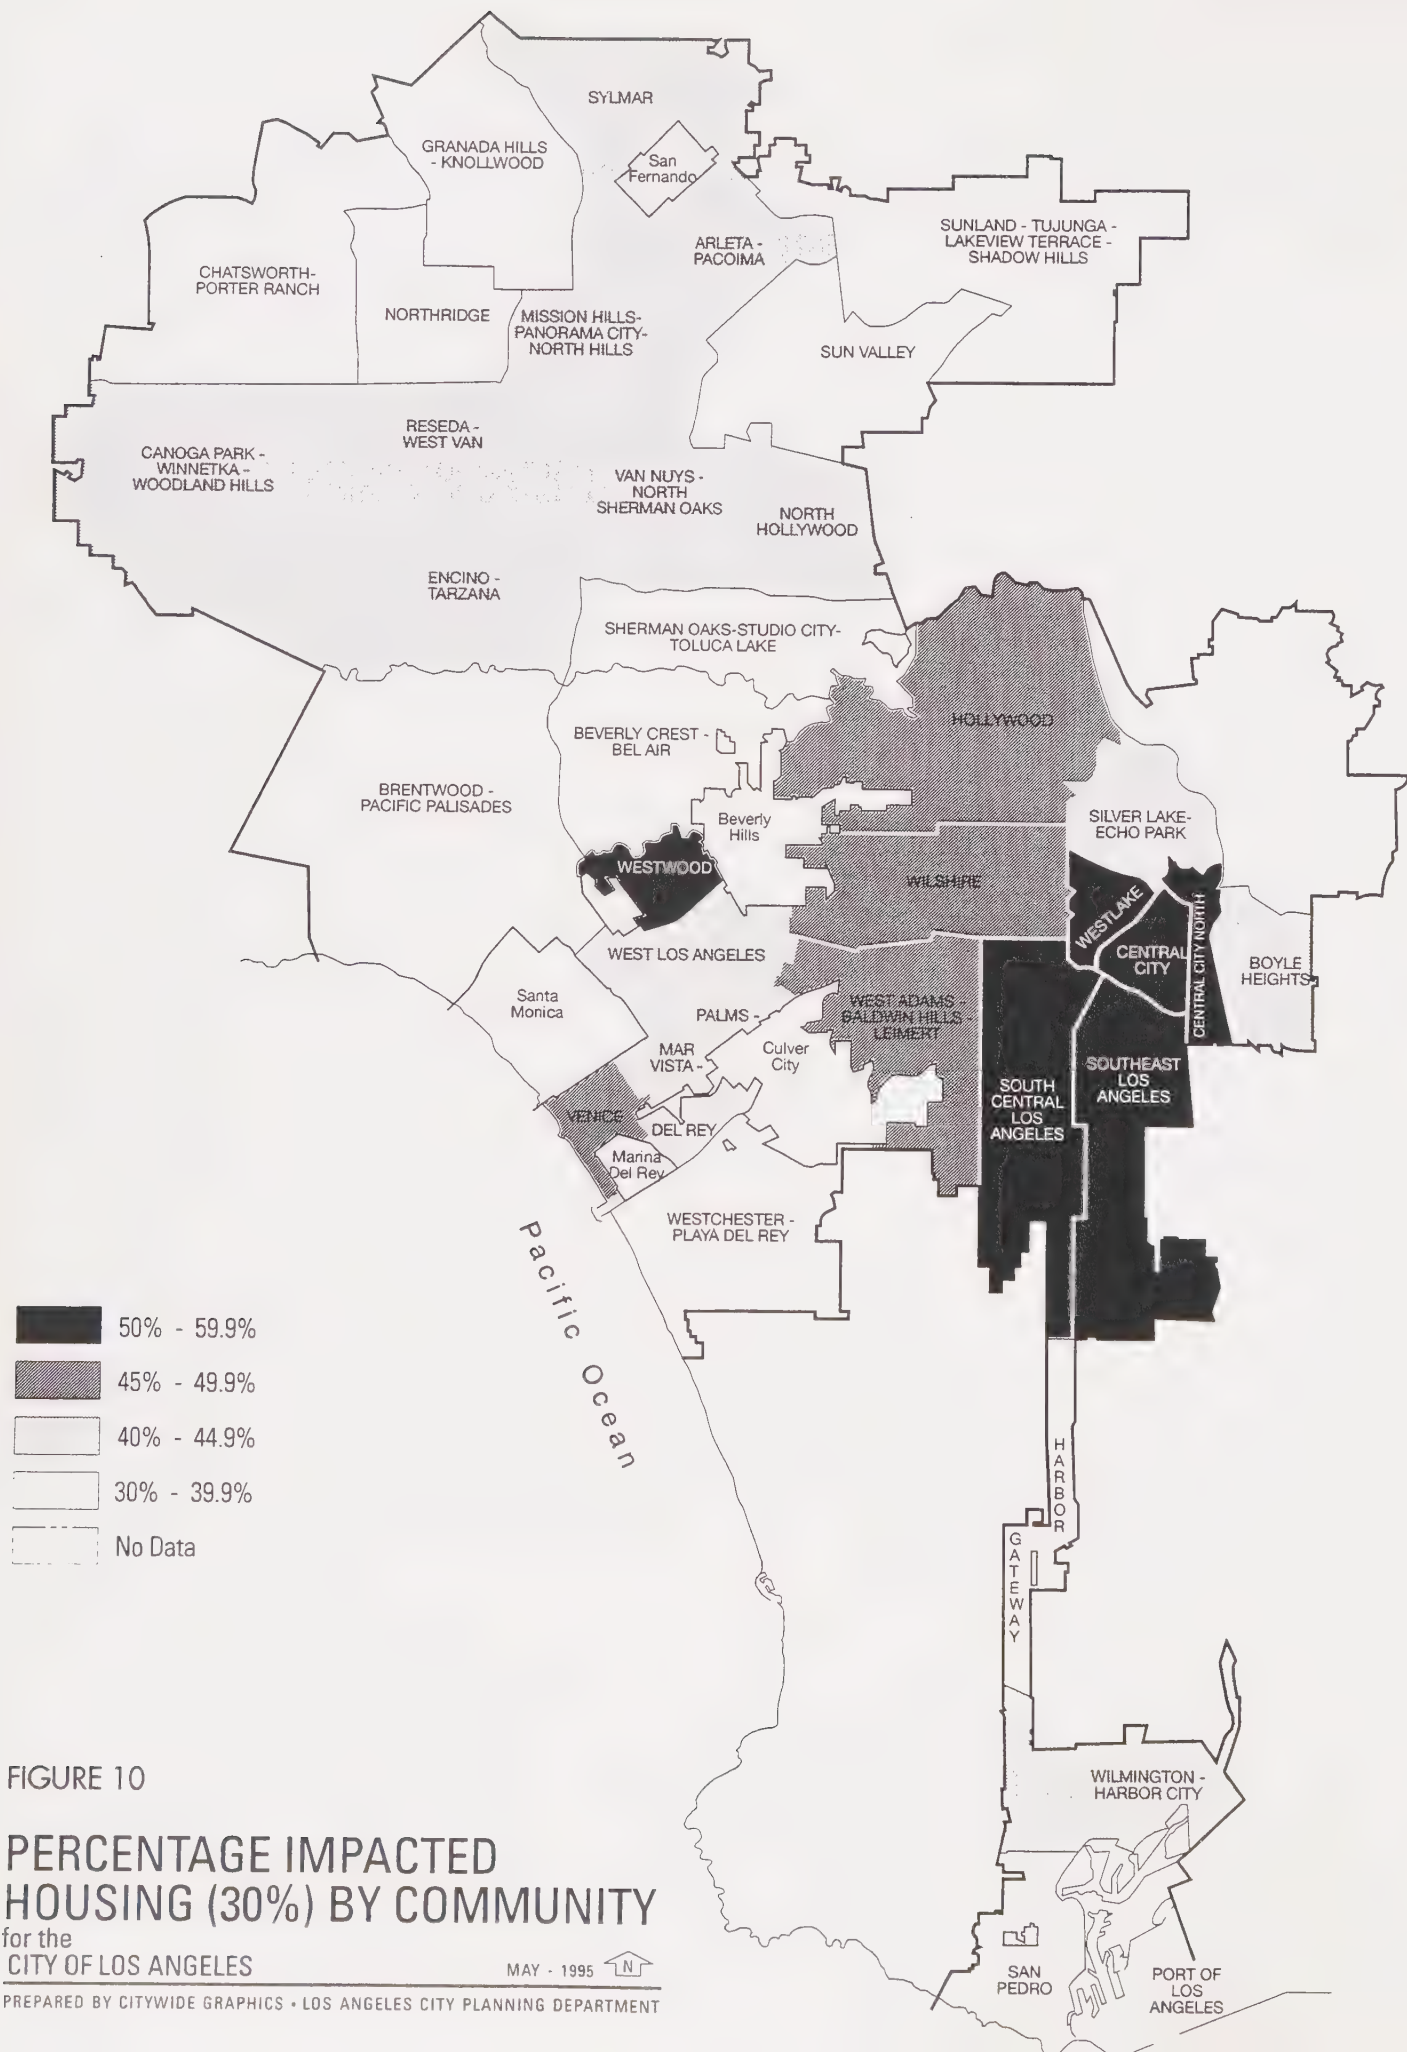 SYLMAR
GRANADA HILLS
- KNOLLWOOD
San
Fernando
SUNLAND - TUJUNGA -
LAKEVIEW TERRACE -
SHADOW HILLS
ARLETA -
PACOIMA
CHATSWORTH-
PORTER RANCH
NORTHRIDGE
MISSION HILLS-
PANORAMA CITY-
NORTH HILLS
SUN VALLEY
RESEDA -
WEST VAN
CANOGA PARK -
WINNETKA -
WOODLAND HILLS
VAN NUYS -
NORTH
SHERMAN OAKS
NORTH
HOLLYWOOD
ENCINO -
TARZANA
SHERMAN OAKS-STUDIO CITY-
TOLUCA LAKE
HOLLYWOOD
BEVERLY CREST -
BEL AIR
BRENTWOOD -
PACIFIC PALISADES
Beverly
Hills
SILVER LAKE-
ECHO PARK
WESTWOOD
WILSHIRE
WESTLAKE
CENTRAL
CITY
CENTRAL CITY NORTH
BOYLE
HEIGHTS
WEST LOS ANGELES
Santa
Monica
PALMS -
MAR
VISTA -
Culver
City
WEST ADAMS -
BALDWIN HILLS -
LEIMERT
SOUTH
CENTRAL
LOS
ANGELES
SOUTHEAST
LOS
ANGELES
VENICE
DEL REY
Marina
Del Rey
WESTCHESTER -
PLAYA DEL REY
Pacific Ocean
50% - 59.9%
45% - 49.9%
40% - 44.9%
30% - 39.9%
No Data
HARBOR
GATEWAY
WILMINGTON -
HARBOR CITY
SAN
PEDRO
PORT OF
LOS
ANGELES
FIGURE 10
PERCENTAGE IMPACTED
HOUSING (30%) BY COMMUNITY
for the
CITY OF LOS ANGELES
MAY - 1995 N
PREPARED BY CITYWIDE GRAPHICS • LOS ANGELES CITY PLANNING DEPARTMENT